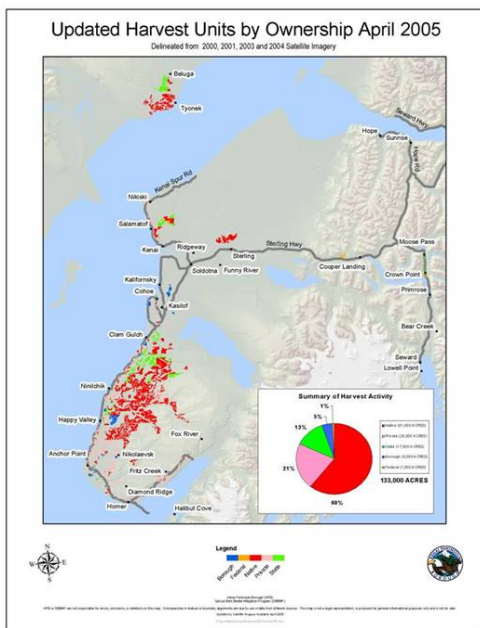 Updated Harvest Units by Ownership April 2005
Delineated from 2000, 2001, 2003 and 2004 Satellite Imagery
Beluga
Tyonek
Seward Hwy
Hope
Sunrise
Hope Rd
Kenai Spur Rd
Nikiski
Salamatof
Kenai
Ridgeway
Sterling
Sterling Hwy
Moose Pass
Soldotna
Funny River
Cooper Landing
Crown Point
Kalifornsky
Primrose
Cohoe
Kasilof
Bear Creek
Clam Gulch
Seward
Lowell Point
Ninilchik
Happy Valley
Fox River
Anchor Point
Nikolaevsk
Fritz Creek
Diamond Ridge
Homer
Halibut Cove
Summary of Harvest Activity
1%
5%
13%
21%
60%
133,000 ACRES
N
W E
S
Legend
Borough
Federal
Native
Private
State